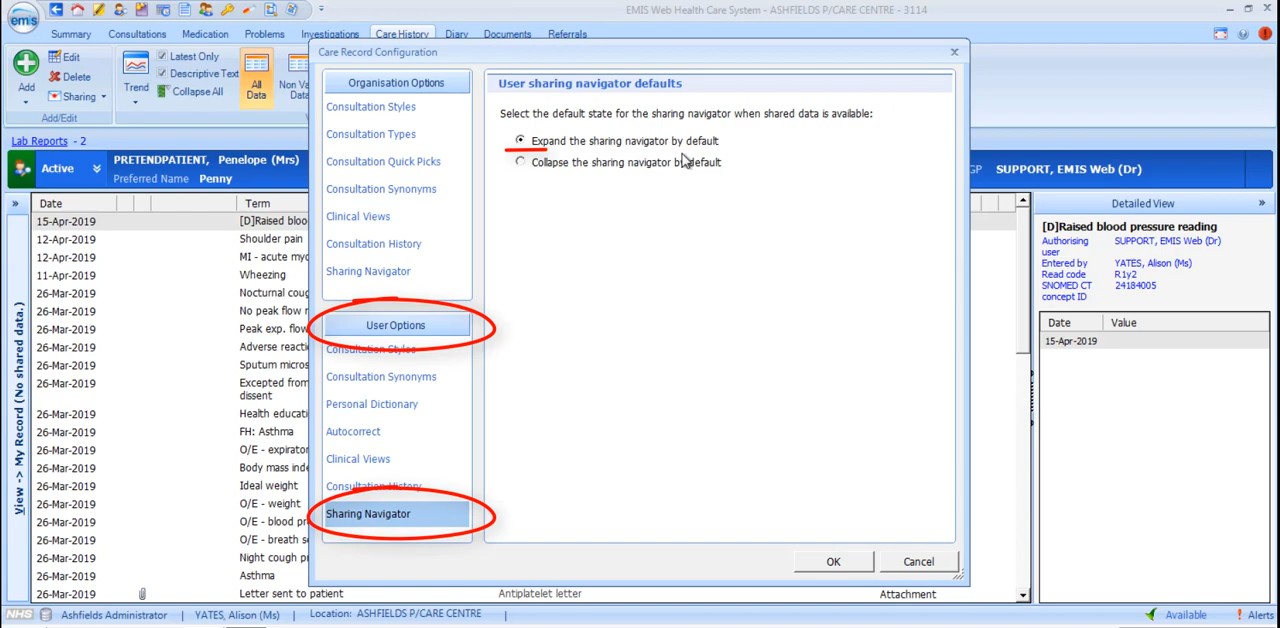 EMIS Web Health Care System - ASHFIELDS P/CARE CENTRE - 3114
emis
Summary Consultations Medication Problems Investigations Care History Diary Documents Referrals
Add
Edit
Delete
Sharing
Add/Edit
Trend
Latest Only
Descriptive Text
Collapse All
All Data
Non Va
Data
Lab Reports - 2
Active
PRETENDPATIENT, Penelope (Mrs)
Preferred Name Penny
GP SUPPORT, EMIS Web (Dr)
View -> My Record (No shared data.)
Date Term
15-Apr-2019 [D]Raised bloo
12-Apr-2019 Shoulder pain
12-Apr-2019 MI - acute myo
11-Apr-2019 Wheezing
26-Mar-2019 Nocturnal coug
26-Mar-2019 No peak flow r
26-Mar-2019 Peak exp. flow
26-Mar-2019 Adverse reactio
26-Mar-2019 Sputum micros
26-Mar-2019 Excepted from
dissent
26-Mar-2019 Health educati
26-Mar-2019 FH: Asthma
26-Mar-2019 O/E - expirator
26-Mar-2019 Body mass inde
26-Mar-2019 Ideal weight
26-Mar-2019 O/E - weight
26-Mar-2019 O/E - blood pr
26-Mar-2019 O/E - breath s
26-Mar-2019 Night cough pr
26-Mar-2019 Asthma
26-Mar-2019 Letter sent to patient Antiplatelet letter Attachment
Care Record Configuration
Organisation Options
Consultation Styles
Consultation Types
Consultation Quick Picks
Consultation Synonyms
Clinical Views
Consultation History
Sharing Navigator
User Options
Consultation Styles
Consultation Synonyms
Personal Dictionary
Autocorrect
Clinical Views
Consultation History
Sharing Navigator
User sharing navigator defaults
Select the default state for the sharing navigator when shared data is available:
Expand the sharing navigator by default
Collapse the sharing navigator by default
OK Cancel
Detailed View
[D]Raised blood pressure reading
Authorising user SUPPORT, EMIS Web (Dr)
Entered by YATES, Alison (Ms)
Read code R1y2
SNOMED CT concept ID 24184005
Date Value
15-Apr-2019
NHS Ashfields Administrator YATES, Alison (Ms) Location: ASHFIELDS P/CARE CENTRE Available Alerts